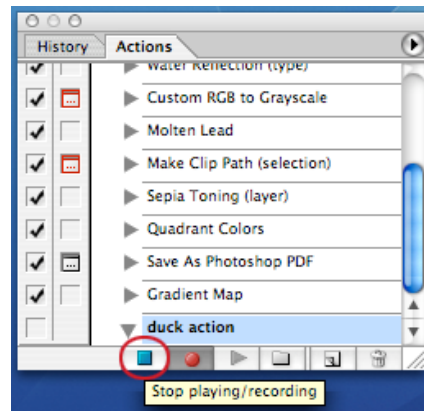 History Actions
Water Reflection (type)
Custom RGB to Grayscale
Molten Lead
Make Clip Path (selection)
Sepia Toning (layer)
Quadrant Colors
Save As Photoshop PDF
Gradient Map
duck action
Stop playing/recording